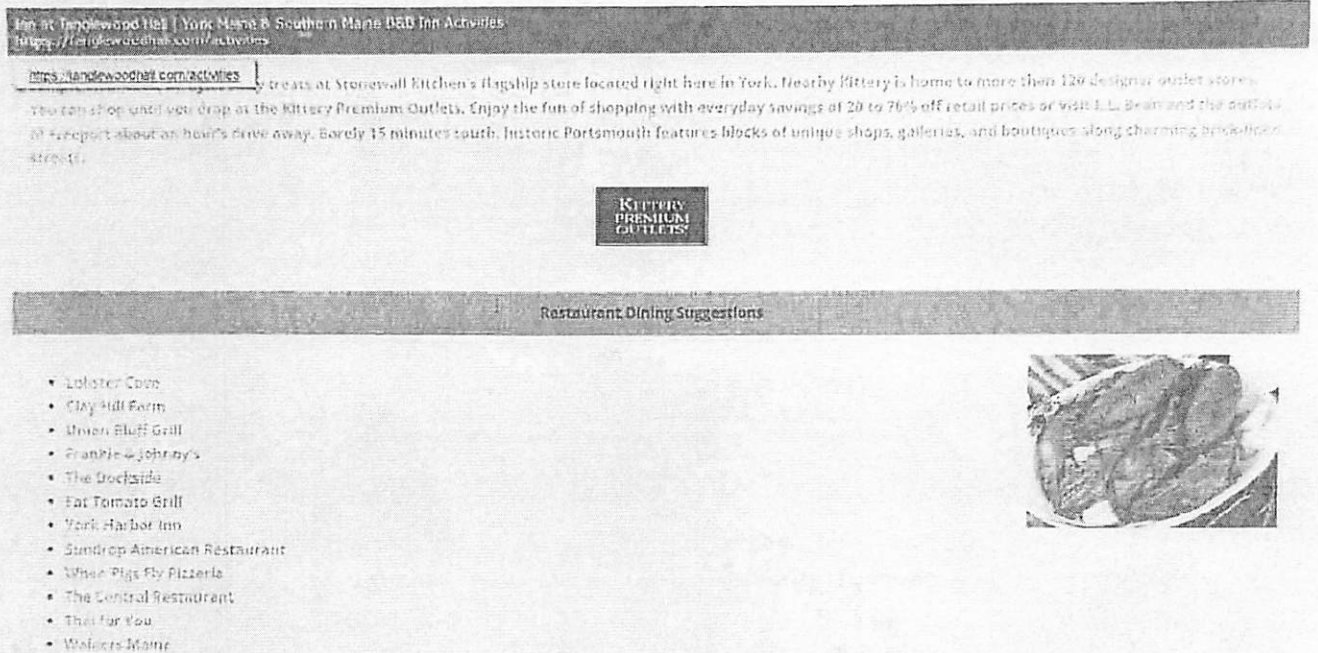 Inn at Tanglewood Hall | York Maine & Southern Maine B&B Inn Activities
https://tanglewoodhall.com/activities
https://tanglewoodhall.com/activities
treats at Stonewall Kitchen's flagship store located right here in York. Nearby Kittery is home to more than 120 designer outlet stores.
You can shop until you drop at the Kittery Premium Outlets. Enjoy the fun of shopping with everyday savings of 20 to 70% off retail prices or visit L.L. Bean and the outlets
of Freeport about an hour's drive away. Barely 15 minutes south, historic Portsmouth features blocks of unique shops, galleries, and boutiques along charming brick-lined
streets.
KITTERY
PREMIUM
OUTLETS®
Restaurant Dining Suggestions
• Lobster Cove
• Clay Hill Farm
• Union Bluff Grill
• Frankie & Johnny's
• The Dockside
• Fat Tomato Grill
• York Harbor Inn
• Sundrop American Restaurant
• When Pigs Fly Pizzeria
• The Central Restaurant
• Thai for You
• Walkers Maine